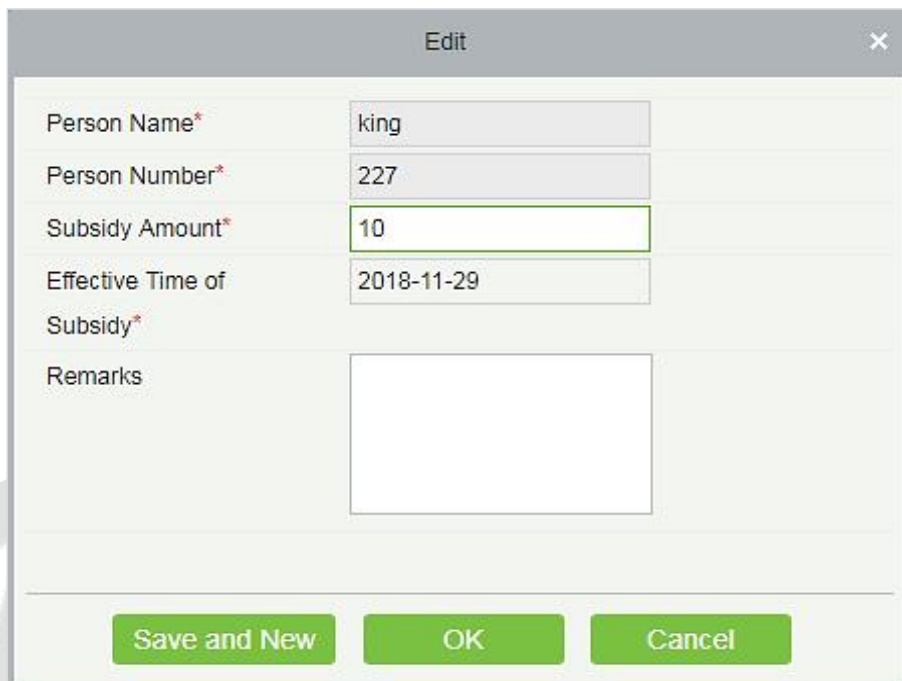 Edit ×
Person Name* king
Person Number* 227
Subsidy Amount* 10
Effective Time of 2018-11-29
Subsidy*
Remarks
Save and New OK Cancel